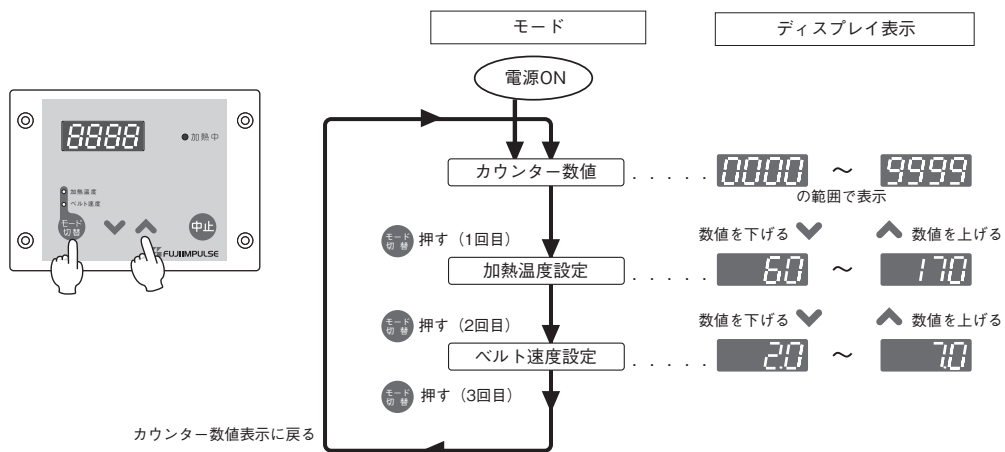 モード
ディスプレイ表示
電源ON
8888
加熱中
加熱温度
ベルト速度
モード
切替
中止
FUJIIMPULSE
カウンター数値 . . . . . 0000 〜 9999
の範囲で表示
モード
切替
押す（1回目）
数値を下げる
数値を上げる
加熱温度設定 . . . . . 60 〜 170
モード
切替
押す（2回目）
数値を下げる
数値を上げる
ベルト速度設定 . . . . . 2.0 〜 7.0
モード
切替
押す（3回目）
カウンター数値表示に戻る